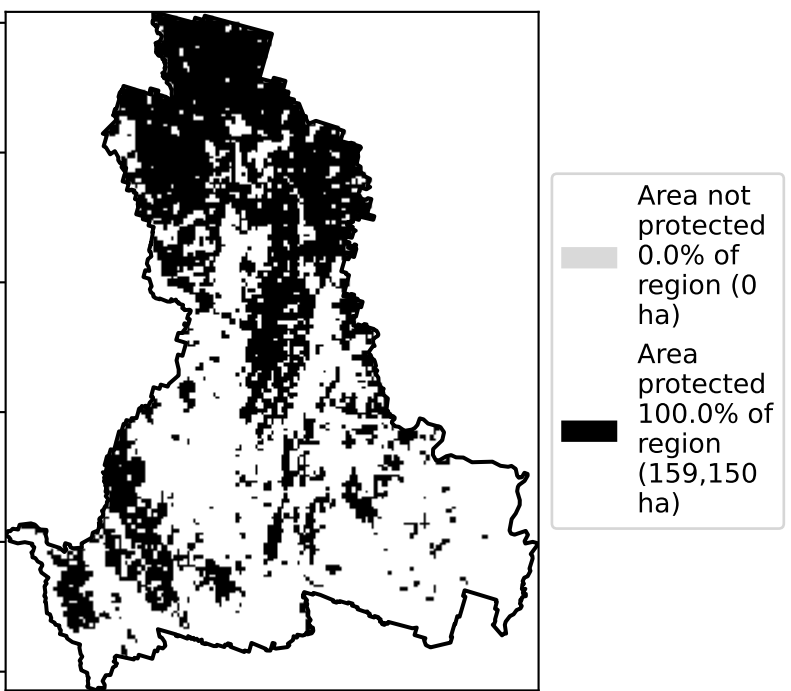 Area not
protected
0.0% of
region (0
ha)
Area
protected
100.0% of
region
(159,150
ha)